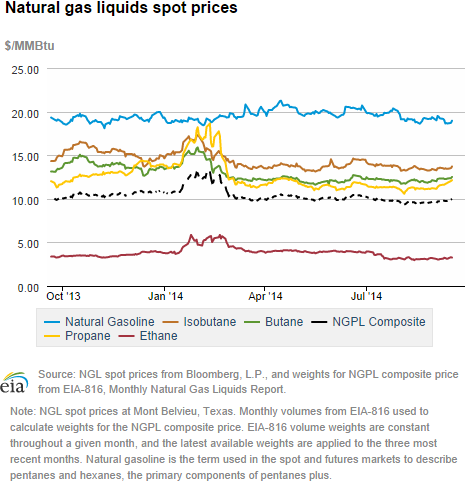 Natural gas liquids spot prices
$/MMBtu
25.00
20.00
15.00
10.00
5.00
0.00
Oct '13
Jan '14
Apr '14
Jul '14
Natural Gasoline Isobutane Butane NGPL Composite
Propane Ethane
eia
Source: NGL spot prices from Bloomberg, L.P., and weights for NGPL composite price
from EIA-816, Monthly Natural Gas Liquids Report.
Note: NGL spot prices at Mont Belvieu, Texas. Monthly volumes from EIA-816 used to
calculate weights for the NGPL composite price. EIA-816 volume weights are constant
throughout a given month, and the latest available weights are applied to the three most
recent months. Natural gasoline is the term used in the spot and futures markets to describe
pentanes and hexanes, the primary components of pentanes plus.